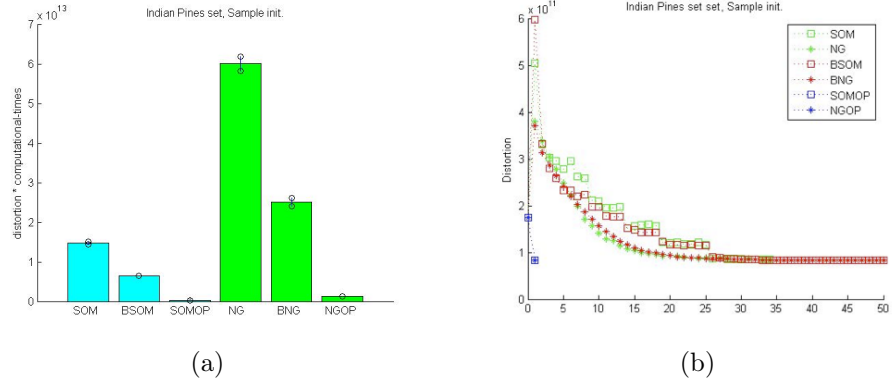 Indian Pines set, Sample init.
x 10^13
7
6
5
4
3
2
1
0
distortion * computational-times
SOM BSOM SOMOP NG BNG NGOP
(a)
Indian Pines set set, Sample init.
x 10^11
6
5
4
3
2
1
0
Distortion
0 5 10 15 20 25 30 35 40 45 50
SOM
NG
BSOM
BNG
SOMOP
NGOP
(b)